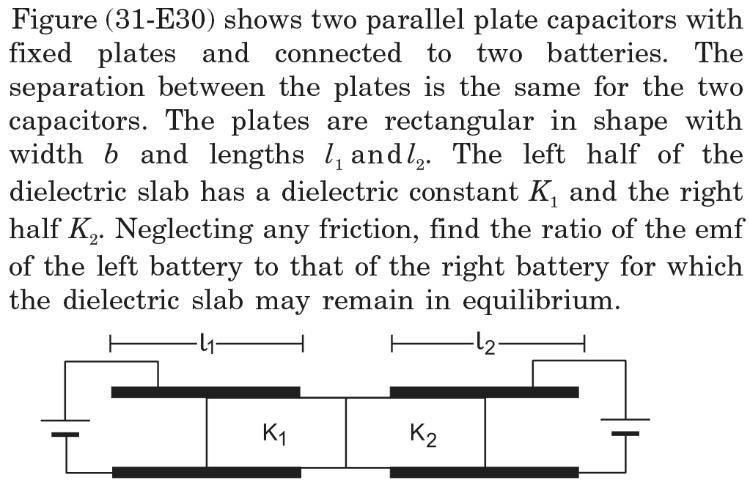 Figure (31-E30) shows two parallel plate capacitors with
fixed plates and connected to two batteries. The
separation between the plates is the same for the two
capacitors. The plates are rectangular in shape with
width b and lengths l₁ and l₂. The left half of the
dielectric slab has a dielectric constant K₁ and the right
half K₂. Neglecting any friction, find the ratio of the emf
of the left battery to that of the right battery for which
the dielectric slab may remain in equilibrium.
l₁ l₂
K₁ K₂